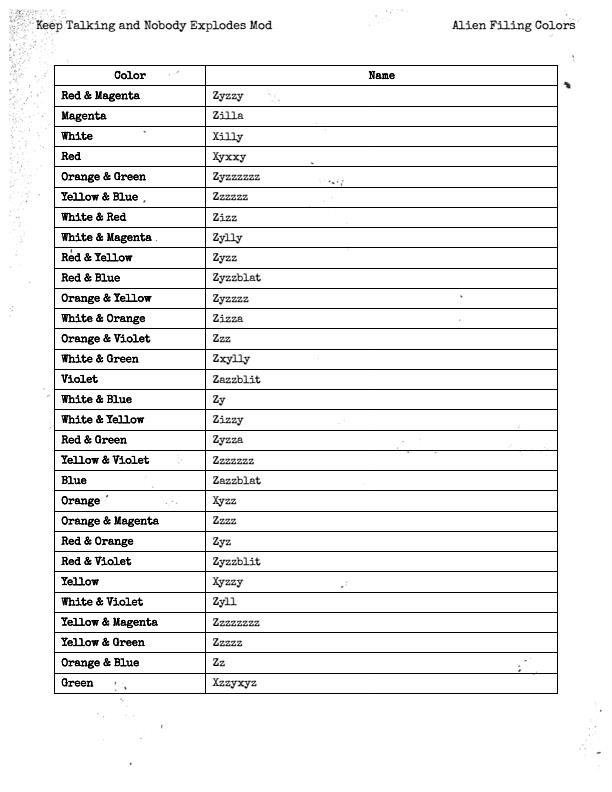 Keep Talking and Nobody Explodes Mod Alien Filing Colors
Color Name
Red & Magenta Zyzzy
Magenta Zilla
White Xilly
Red Xyxxy
Orange & Green Zyzzzzzz
Yellow & Blue Zzzzzz
White & Red Zizz
White & Magenta Zylly
Red & Yellow Zyzz
Red & Blue Zyzzblat
Orange & Yellow Zyzzzz
White & Orange Zizza
Orange & Violet Zzz
White & Green Zxylly
Violet Zazzblit
White & Blue Zy
White & Yellow Zizzy
Red & Green Zyzza
Yellow & Violet Zzzzzzz
Blue Zazzblat
Orange Xyzz
Orange & Magenta Zzzz
Red & Orange Zyz
Red & Violet Zyzzblit
Yellow Xyzzy
White & Violet Zyll
Yellow & Magenta Zzzzzzzz
Yellow & Green Zzzzz
Orange & Blue Zz
Green Xzzyxyz